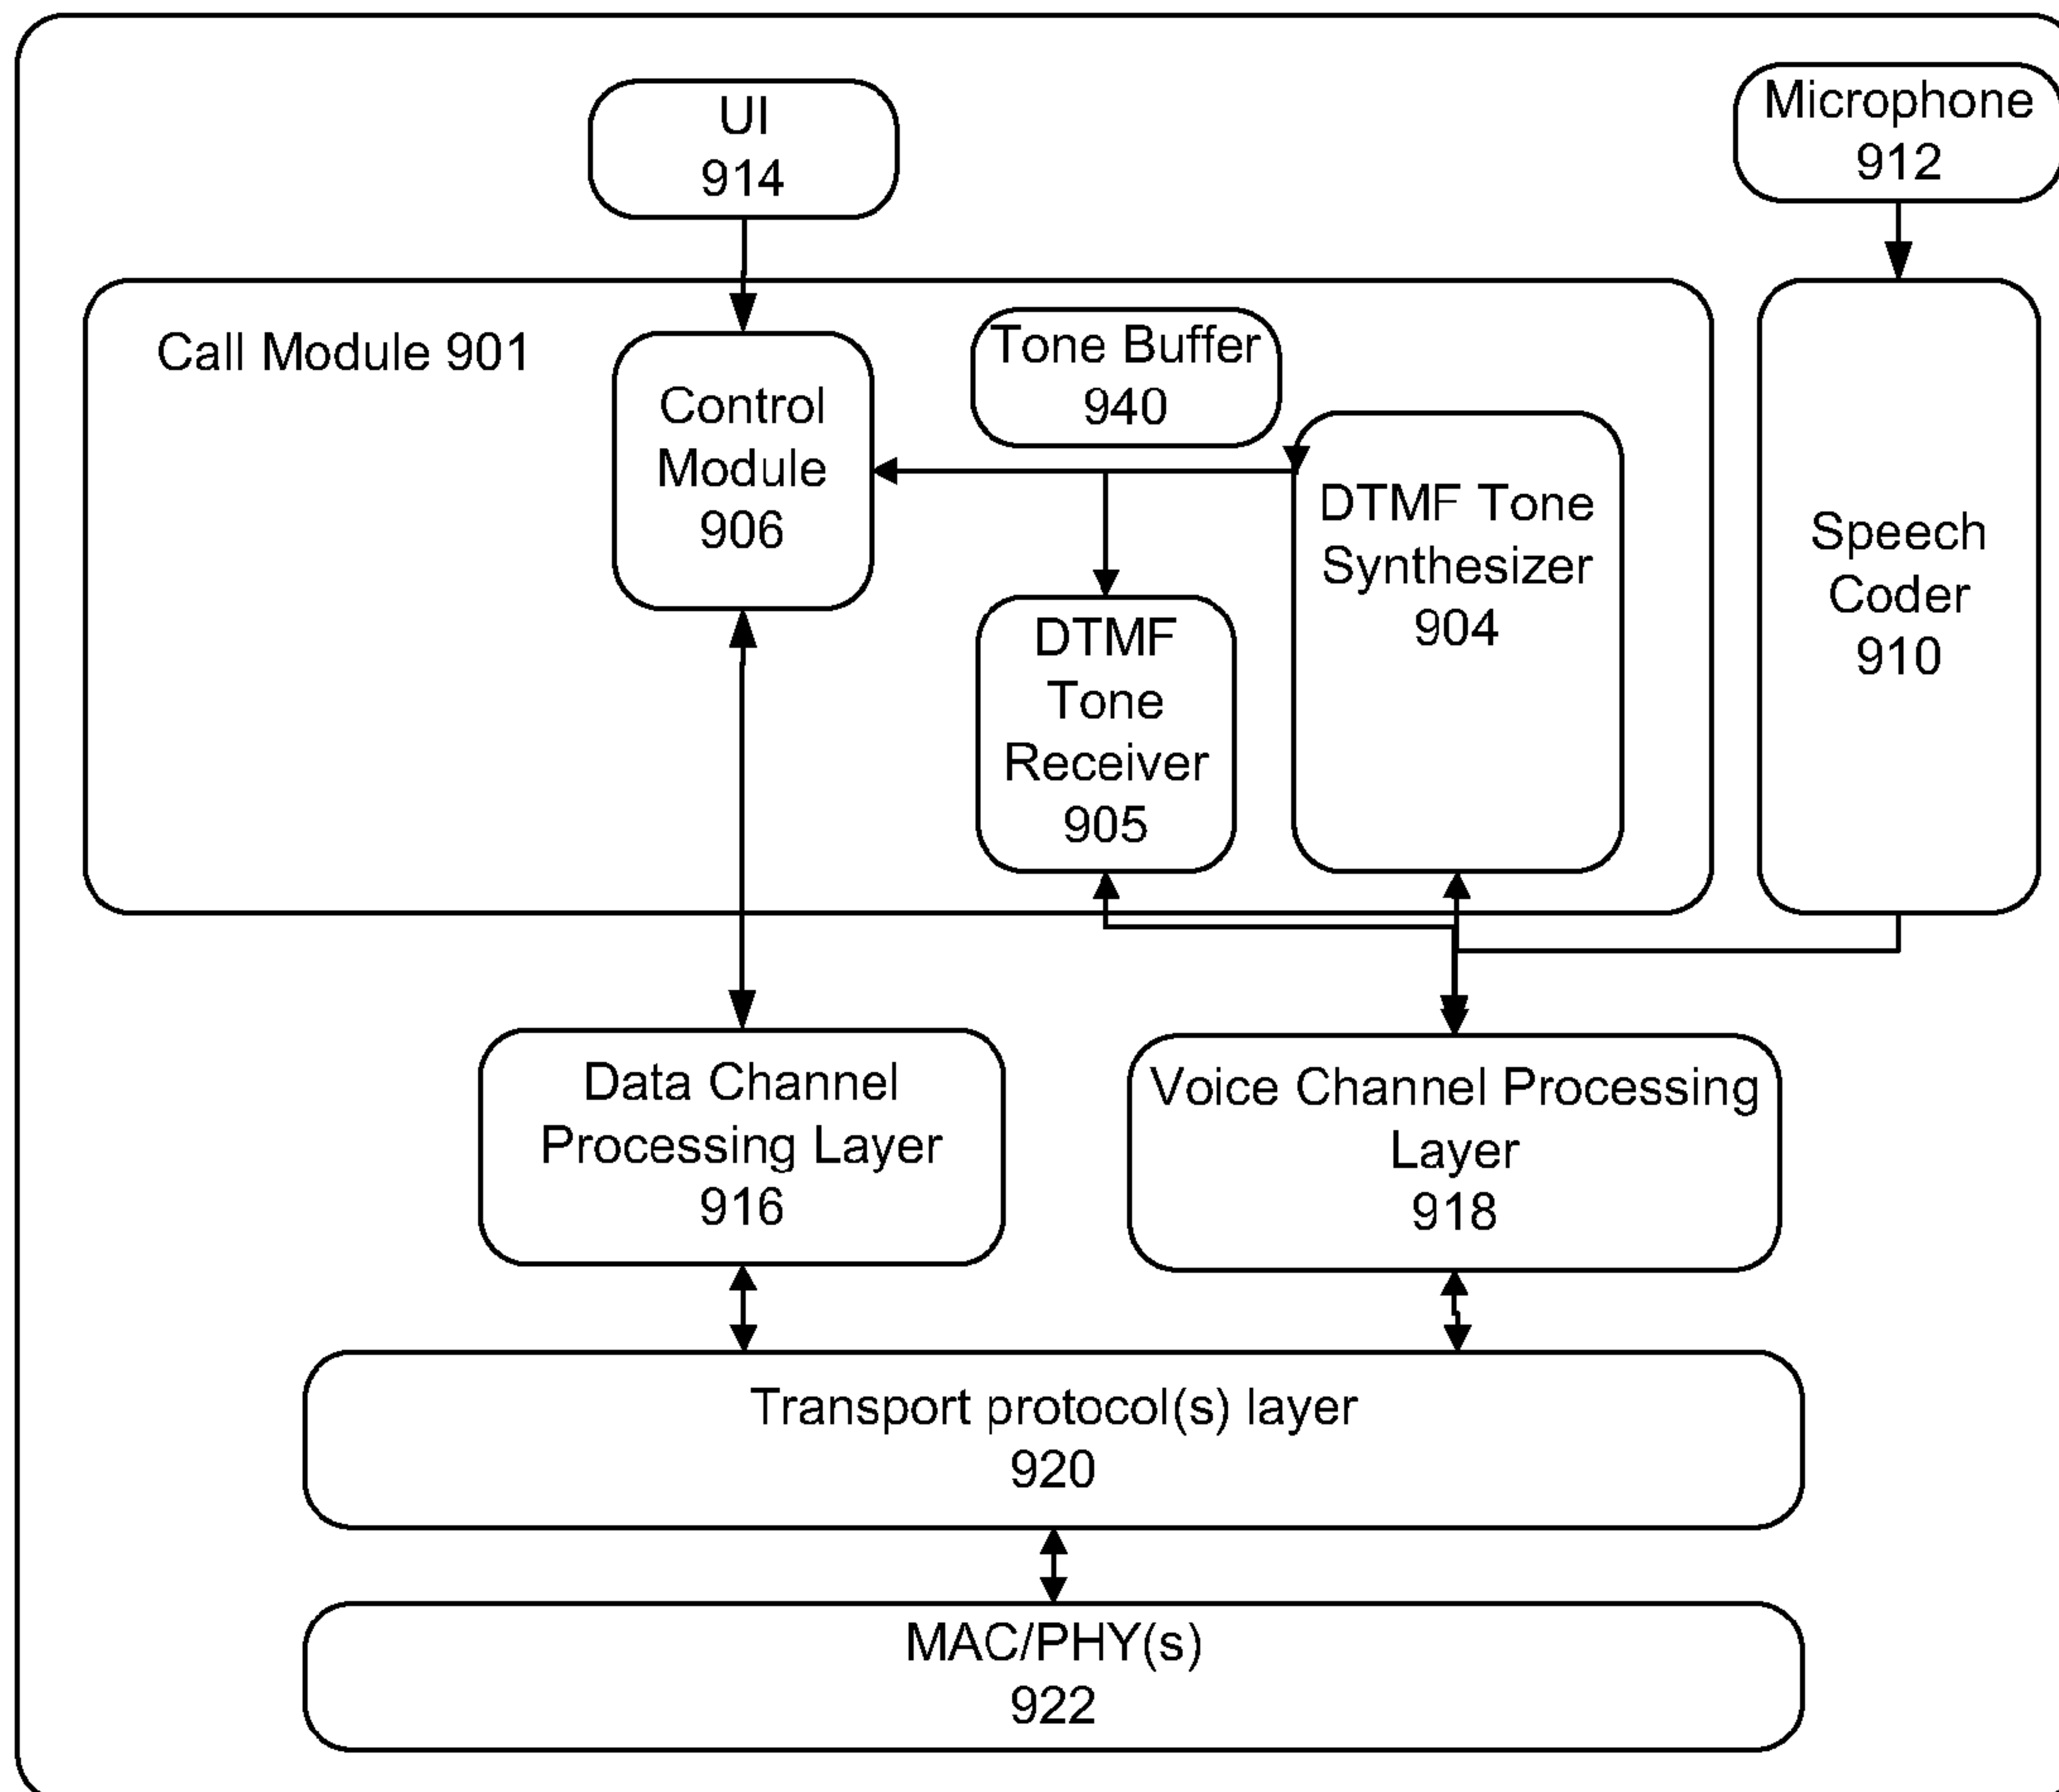 UI
914
Microphone
912
Call Module 901
Control
Module
906
Tone Buffer
940
DTMF Tone
Synthesizer
904
DTMF
Tone
Receiver
905
Speech
Coder
910
Data Channel
Processing Layer
916
Voice Channel Processing
Layer
918
Transport protocol(s) layer
920
MAC/PHY(s)
922